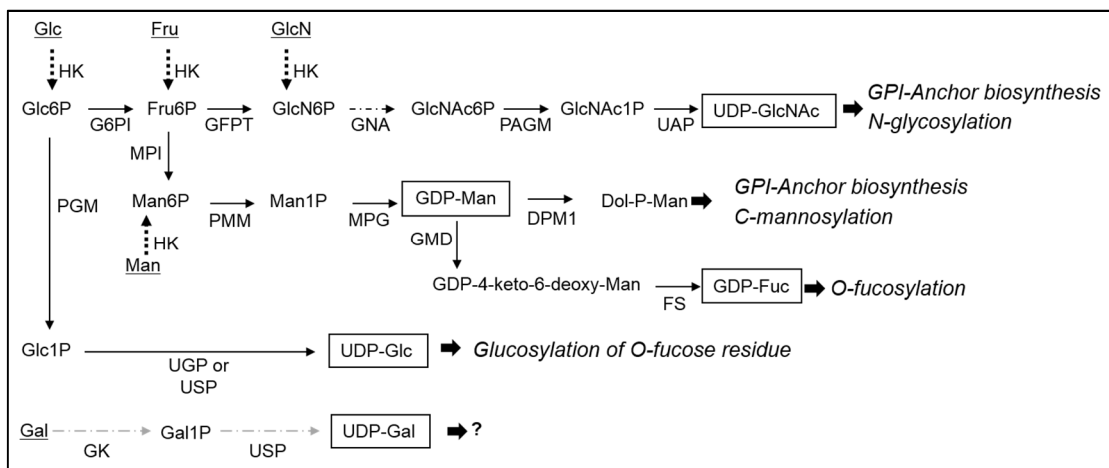 Glc Fru GlcN
HK HK HK
Glc6P Fru6P GlcN6P GlcNAc6P GlcNAc1P UDP-GlcNAc GPI-Anchor biosynthesis
G6PI GFPT GNA PAGM UAP N-glycosylation
MPI
PGM Man6P Man1P GDP-Man Dol-P-Man GPI-Anchor biosynthesis
PMM MPG DPM1 C-mannosylation
HK GMD
Man
GDP-4-keto-6-deoxy-Man GDP-Fuc O-fucosylation
FS
Glc1P UDP-Glc Glucosylation of O-fucose residue
UGP or
USP
Gal Gal1P UDP-Gal ?
GK USP